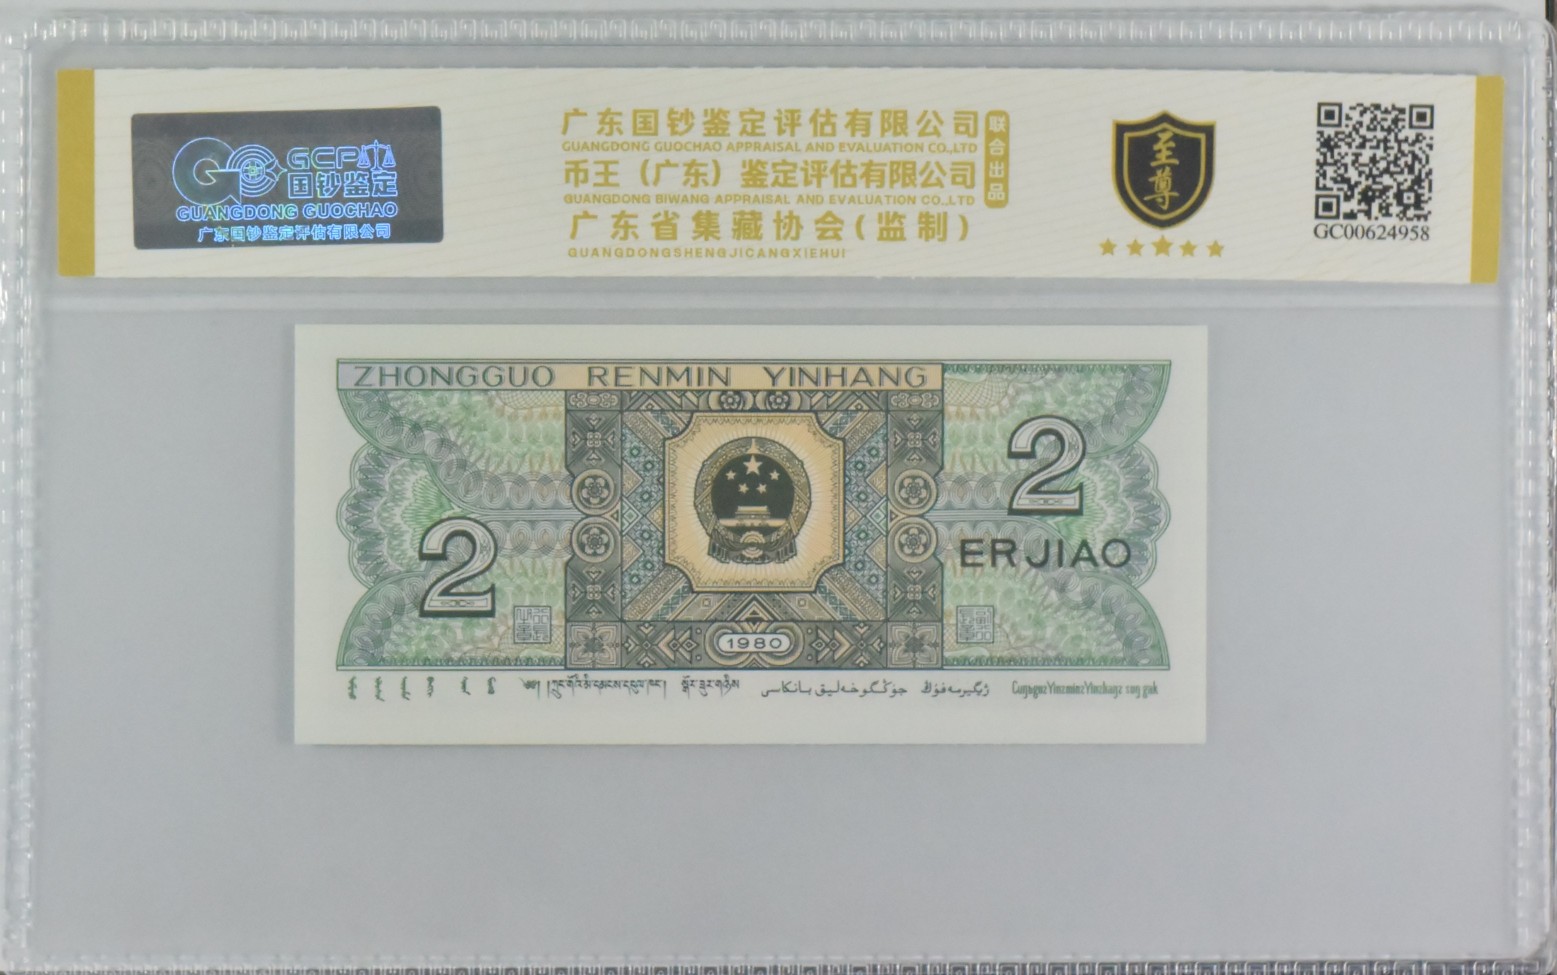 GCP
国钞鉴定
GUANGDONG GUOCHAO
广东国钞鉴定评估有限公司
广东国钞鉴定评估有限公司
GUANGDONG GUOCHAO APPRAISAL AND EVALUATION CO.,LTD
币王（广东）鉴定评估有限公司
GUANGDONG BIWANG APPRAISAL AND EVALUATION CO.,LTD
广东省集藏协会(监制)
GUANGDONGSHENGJICANGXIEHUI
联合出品
至尊
GC00624958
ZHONGGUO RENMIN YINHANG
2
2
ERJIAO
1980